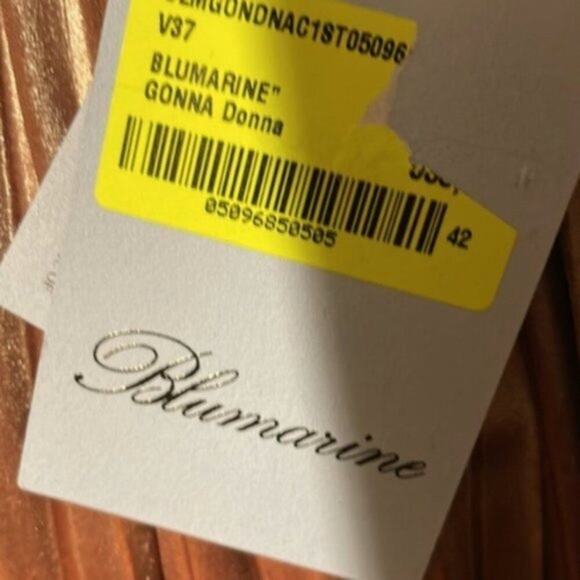 V37
BLUMARINE"
GONNA Donna
05096850505
42
Blumarine